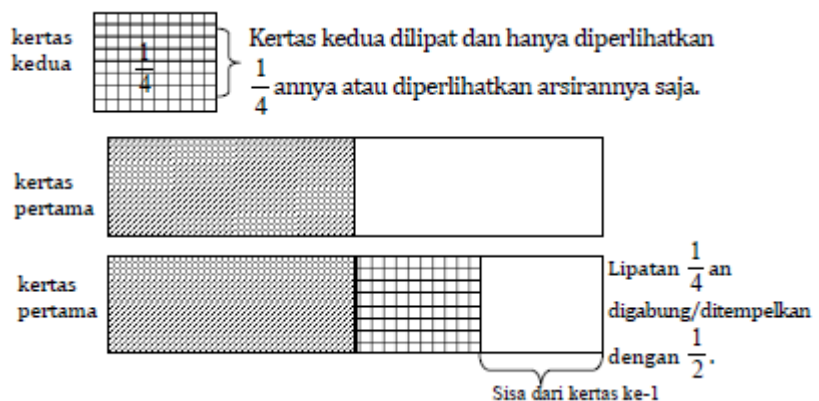 kertas
kedua
1
4
Kertas kedua dilipat dan hanya diperlihatkan
1/4 annya atau diperlihatkan arsirannya saja.
kertas
pertama
kertas
pertama
Lipatan 1/4 an
digabung/ditempelkan
dengan 1/2.
Sisa dari kertas ke-1